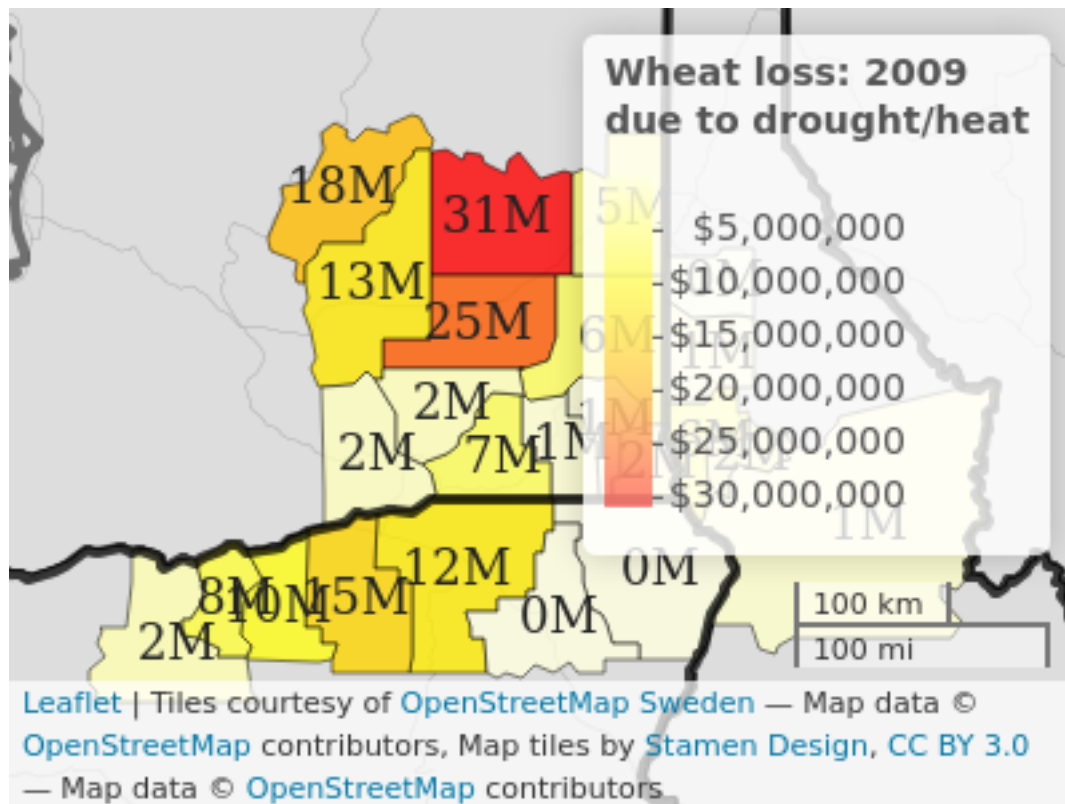 Wheat loss: 2009
due to drought/heat
18M
31M
5M
$5,000,000
13M
0M
$10,000,000
25M
6M
1M
$15,000,000
$20,000,000
2M
1M
2M
7M
1M
2M
2M
$25,000,000
$30,000,000
1M
12M
0M
8M
10M
15M
0M
2M
100 km
100 mi
Leaflet | Tiles courtesy of OpenStreetMap Sweden — Map data ©
OpenStreetMap contributors, Map tiles by Stamen Design, CC BY 3.0
— Map data © OpenStreetMap contributors